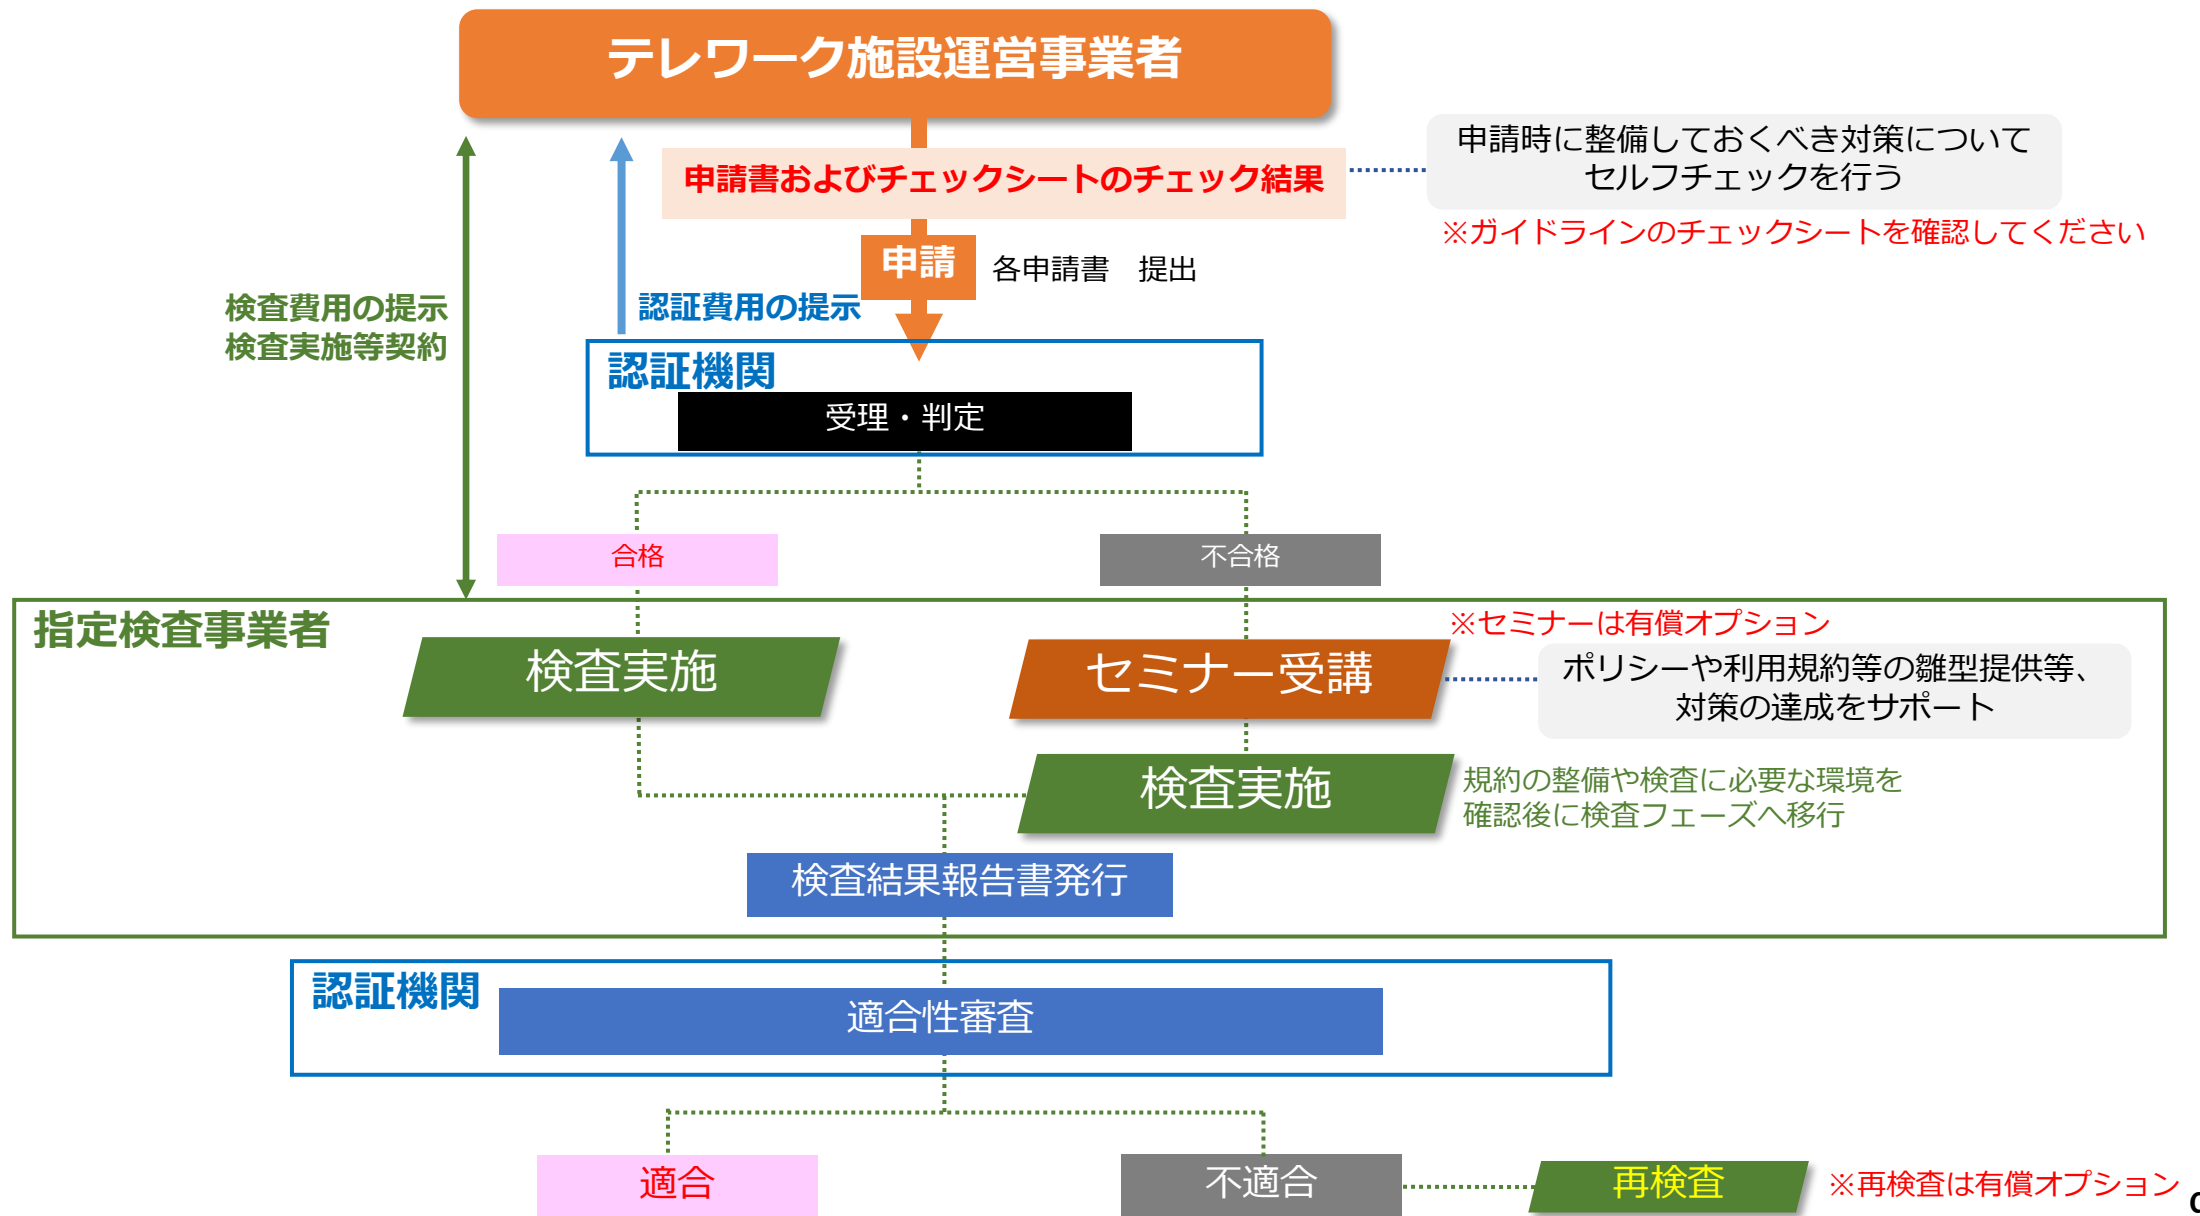 テレワーク施設運営事業者
申請書およびチェックシートのチェック結果
申請時に整備しておくべき対策について
セルフチェックを行う
※ガイドラインのチェックシートを確認してください
申請
各申請書　提出
検査費用の提示
検査実施等契約
認証費用の提示
認証機関
受理・判定
合格
不合格
指定検査事業者
※セミナーは有償オプション
検査実施
セミナー受講
ポリシーや利用規約等の雛型提供等、
対策の達成をサポート
検査実施
規約の整備や検査に必要な環境を
確認後に検査フェーズへ移行
検査結果報告書発行
認証機関
適合性審査
適合
不適合
再検査
※再検査は有償オプション